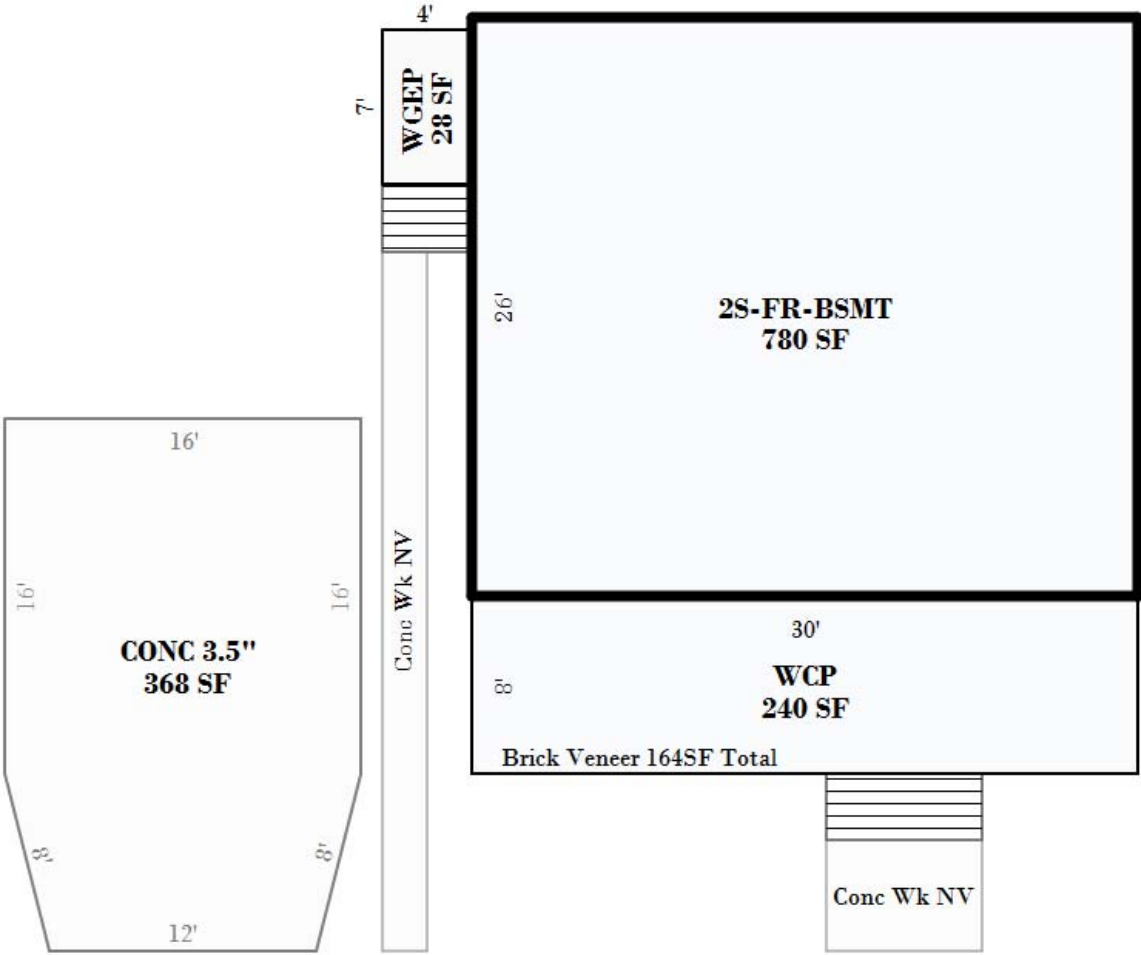 4'
7'
WGEP
28 SF
26'
2S-FR-BSMT
780 SF
16'
16'
16'
CONC 3.5"
368 SF
8'
8'
12'
Conc Wk NV
30'
8'
WCP
240 SF
Brick Veneer 164SF Total
Conc Wk NV